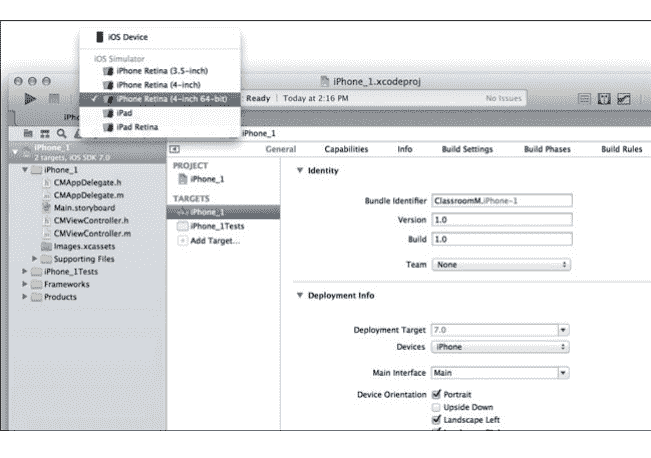 iOS Device
iOS Simulator
iPhone Retina (3.5-inch)
iPhone Retina (4-inch)
✓ iPhone Retina (4-inch 64-bit)
iPad
iPad Retina
iPhone_1.xcodeproj
Ready | Today at 2:16 PM
No Issues
iPhone_1
iPhone_1
2 targets, iOS SDK 7.0
iPhone_1
CMAppDelegate.h
CMAppDelegate.m
Main.storyboard
CMViewController.h
CMViewController.m
Images.xcassets
Supporting Files
iPhone_1Tests
Frameworks
Products
General Capabilities Info Build Settings Build Phases Build Rules
PROJECT
iPhone_1
TARGETS
iPhone_1
iPhone_1Tests
Add Target...
Identity
Bundle Identifier ClassroomM.iPhone-1
Version 1.0
Build 1.0
Team None
Deployment Info
Deployment Target 7.0
Devices iPhone
Main Interface Main
Device Orientation Portrait
Upside Down
Landscape Left